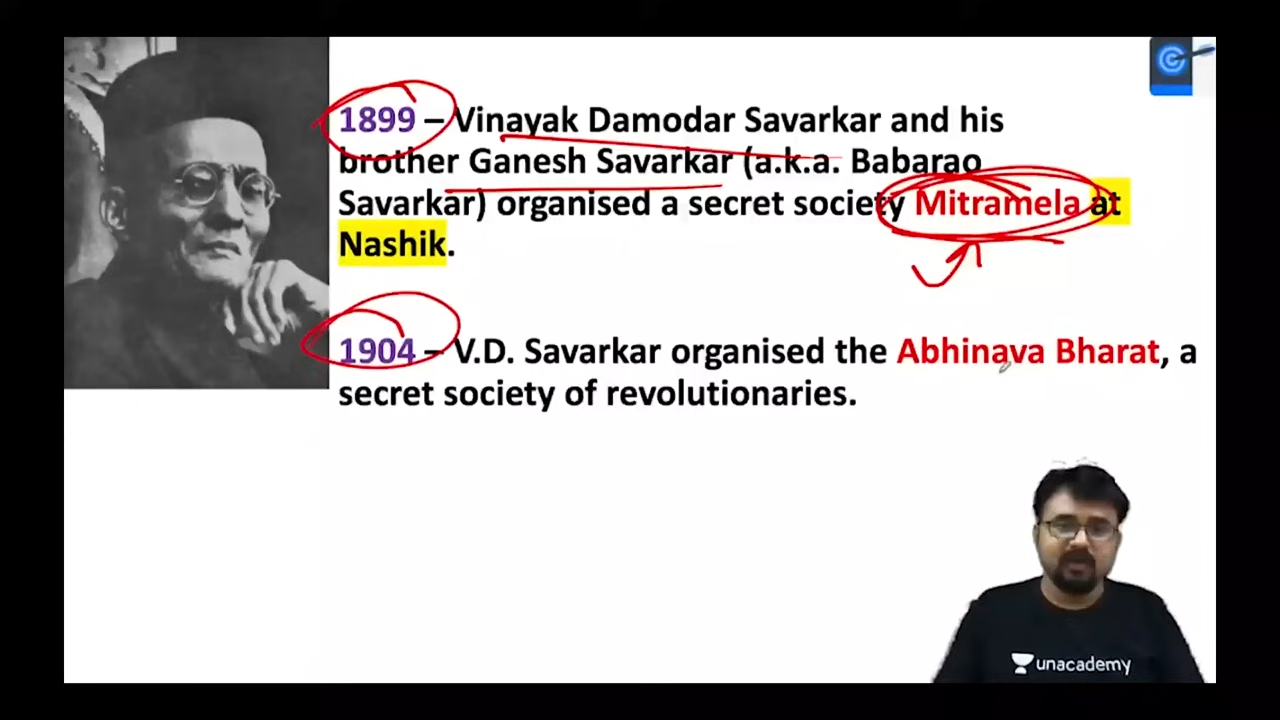 1899 – Vinayak Damodar Savarkar and his
brother Ganesh Savarkar (a.k.a. Babarao
Savarkar) organised a secret society Mitramela at
Nashik.
1904 – V.D. Savarkar organised the Abhinava Bharat, a
secret society of revolutionaries.
unacademy